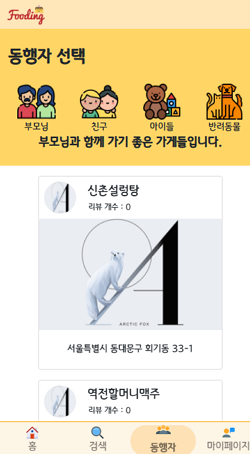 Fooding
동행자 선택
부모님 친구 아이들 반려동물
부모님과 함께 가기 좋은 가게들입니다.
신촌설렁탕
리뷰 개수 : 0
ARCTIC FOX
서울특별시 동대문구 회기동 33-1
역전할머니맥주
리뷰 개수 : 0
홈 검색 동행자 마이페이지